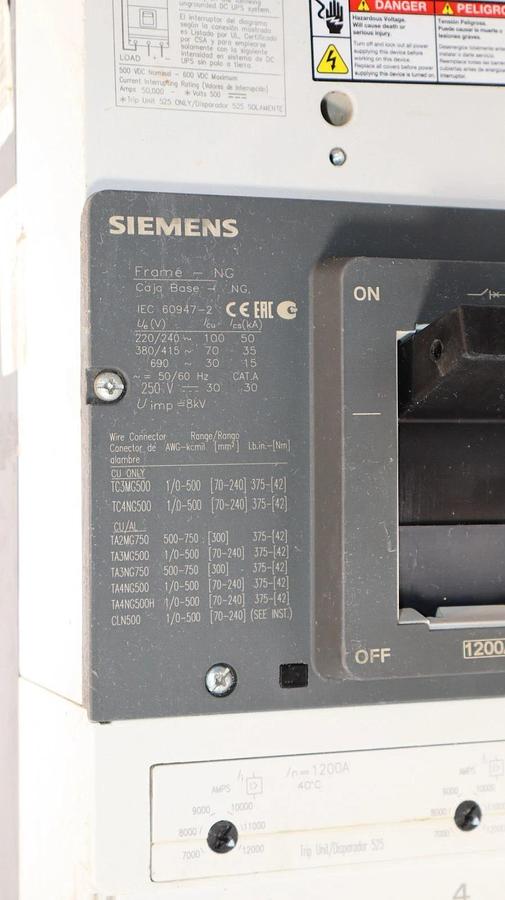 ungrounded DC UPS system.
El interruptor del diagrama
según la conexión mostrada
es Listado por UL, Certificado
por CSA y para emplearse
solamente con la siguiente
intensidad en sistema de DC
UPS sin polo a tierra.
LOAD
500 VDC Nominal - 600 VDC Maximum
Current Interrupting Rating (Valores de Interrupción)
Amps 50,000 * Volts 500
*Trip Unit 525 ONLY/Disparador 525 SOLAMENTE
DANGER
Hazardous Voltage.
Will cause death or
serious injury.
Turn off and lock out all power
supplying this device before
working on this device.
Replace all covers before power
supplying this device is turned on.
PELIGRO
Tensión Peligrosa.
Puede causar la muerte o
lesiones graves.
SIEMENS
Frame - NG
Caja Base - NG.
IEC 60947-2 CE EAC C
Ue (V) Icu Ics(kA)
220/240 ~ 100 50
380/415 ~ 70 35
690 ~ 30 15
~ = 50/60 Hz CAT.A
250 V 30 30
U imp =8kV
Wire Connector Range/Rango
Conector de AWG-kcmil [mm²] Lb.in.-[Nm]
alambre
CU ONLY
TC3MG500 1/0-500 [70-240] 375-[42]
TC4NG500 1/0-500 [70-240] 375-[42]
CU/AL
TA2MG750 500-750 [300] 375-[42]
TA3MG500 1/0-500 [70-240] 375-[42]
TA3NG750 500-750 [300] 375-[42]
TA4NG500 1/0-500 [70-240] 375-[42]
TA4NG500H 1/0-500 [70-240] 375-[42]
CLN500 1/0-500 [70-240] (SEE INST.)
ON
OFF
1200
In = 1200A
40°C
AMPS Ii
9000 10000
8000 11000
7000 12000
Trip Unit/Disparador 525
AMPS
9000 10000
8000 11000
7000 12000
4